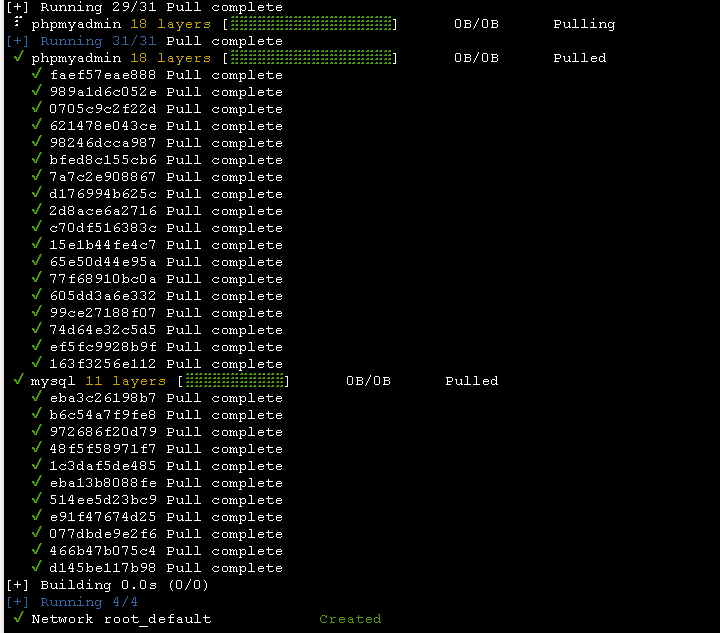 [+] Running 29/31 Pull complete
⠋ phpmyadmin 18 layers [⣿⣿⣿⣿⣿⣿⣿⣿⣿⣿⣿⣿⣿⣿⣿⣿⣿⣿] 0B/0B Pulling
[+] Running 31/31 Pull complete
✔ phpmyadmin 18 layers [⣿⣿⣿⣿⣿⣿⣿⣿⣿⣿⣿⣿⣿⣿⣿⣿⣿⣿] 0B/0B Pulled
✔ faef57eae888 Pull complete
✔ 989a1d6c052e Pull complete
✔ 0705c9c2f22d Pull complete
✔ 621478e043ce Pull complete
✔ 98246dcca987 Pull complete
✔ bfed8c155cb6 Pull complete
✔ 7a7c2e908867 Pull complete
✔ d176994b625c Pull complete
✔ 2d8ace6a2716 Pull complete
✔ c70df516383c Pull complete
✔ 15e1b44fe4c7 Pull complete
✔ 65e50d44e95a Pull complete
✔ 77f68910bc0a Pull complete
✔ 605dd3a6e332 Pull complete
✔ 99ce27188f07 Pull complete
✔ 74d64e32c5d5 Pull complete
✔ ef5fc9928b9f Pull complete
✔ 163f3256e112 Pull complete
✔ mysql 11 layers [⣿⣿⣿⣿⣿⣿⣿⣿⣿⣿⣿] 0B/0B Pulled
✔ eba3c26198b7 Pull complete
✔ b6c54a7f9fe8 Pull complete
✔ 972686f20d79 Pull complete
✔ 48f5f58971f7 Pull complete
✔ 1c3daf5de485 Pull complete
✔ eba13b8088fe Pull complete
✔ 514ee5d23bc9 Pull complete
✔ e91f47674d25 Pull complete
✔ 077dbde9e2f6 Pull complete
✔ 466b47b075c4 Pull complete
✔ d145be117b98 Pull complete
[+] Building 0.0s (0/0)
[+] Running 4/4
✔ Network root_default Created